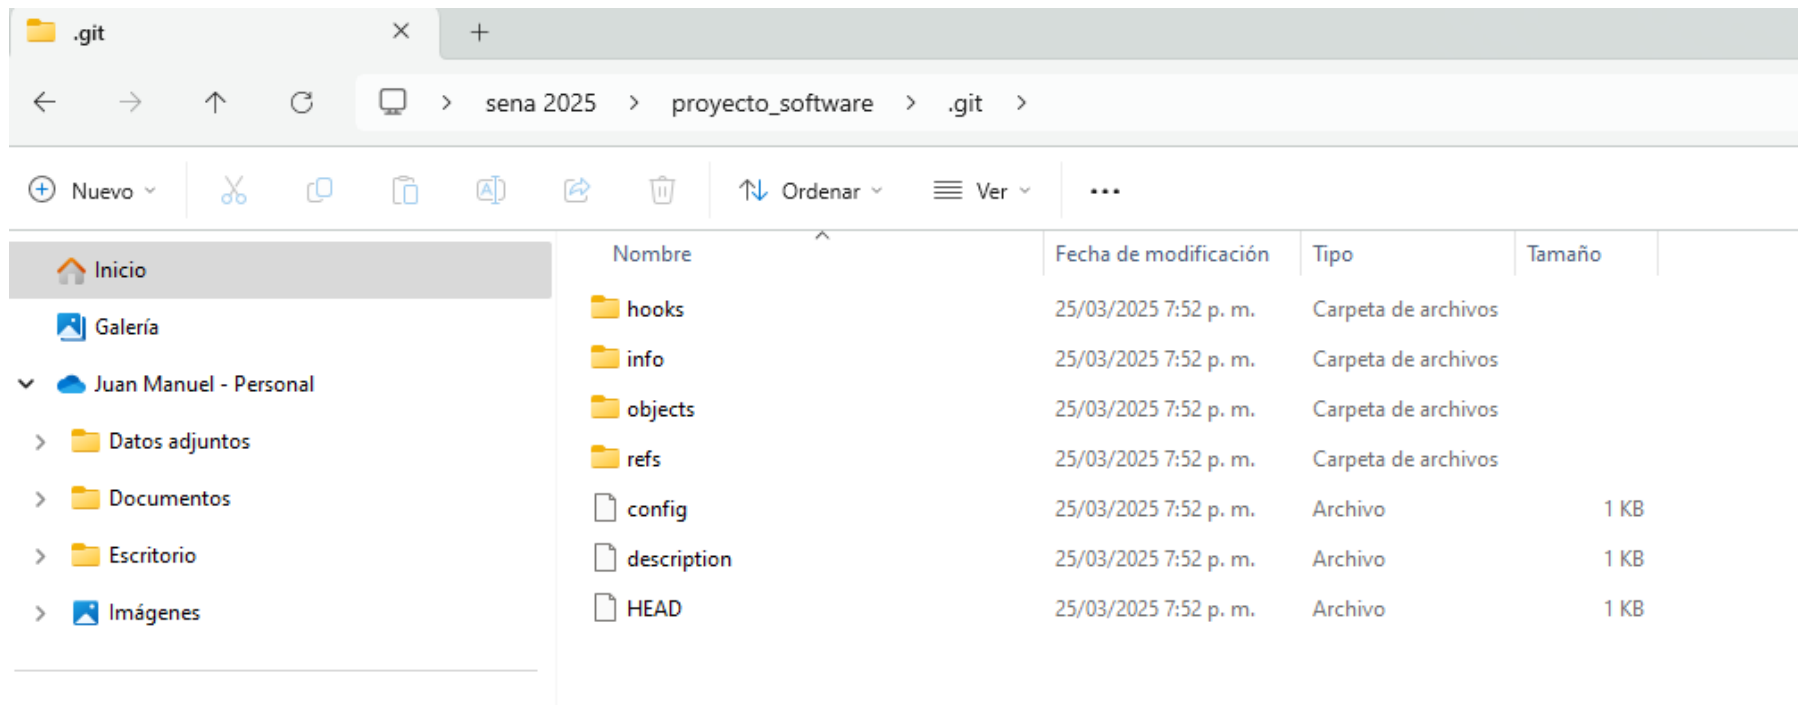 .git
sena 2025 > proyecto_software > .git >
Nuevo Ordenar Ver ...
Inicio
Galería
Juan Manuel - Personal
Datos adjuntos
Documentos
Escritorio
Imágenes
Nombre Fecha de modificación Tipo Tamaño
hooks 25/03/2025 7:52 p. m. Carpeta de archivos
info 25/03/2025 7:52 p. m. Carpeta de archivos
objects 25/03/2025 7:52 p. m. Carpeta de archivos
refs 25/03/2025 7:52 p. m. Carpeta de archivos
config 25/03/2025 7:52 p. m. Archivo 1 KB
description 25/03/2025 7:52 p. m. Archivo 1 KB
HEAD 25/03/2025 7:52 p. m. Archivo 1 KB